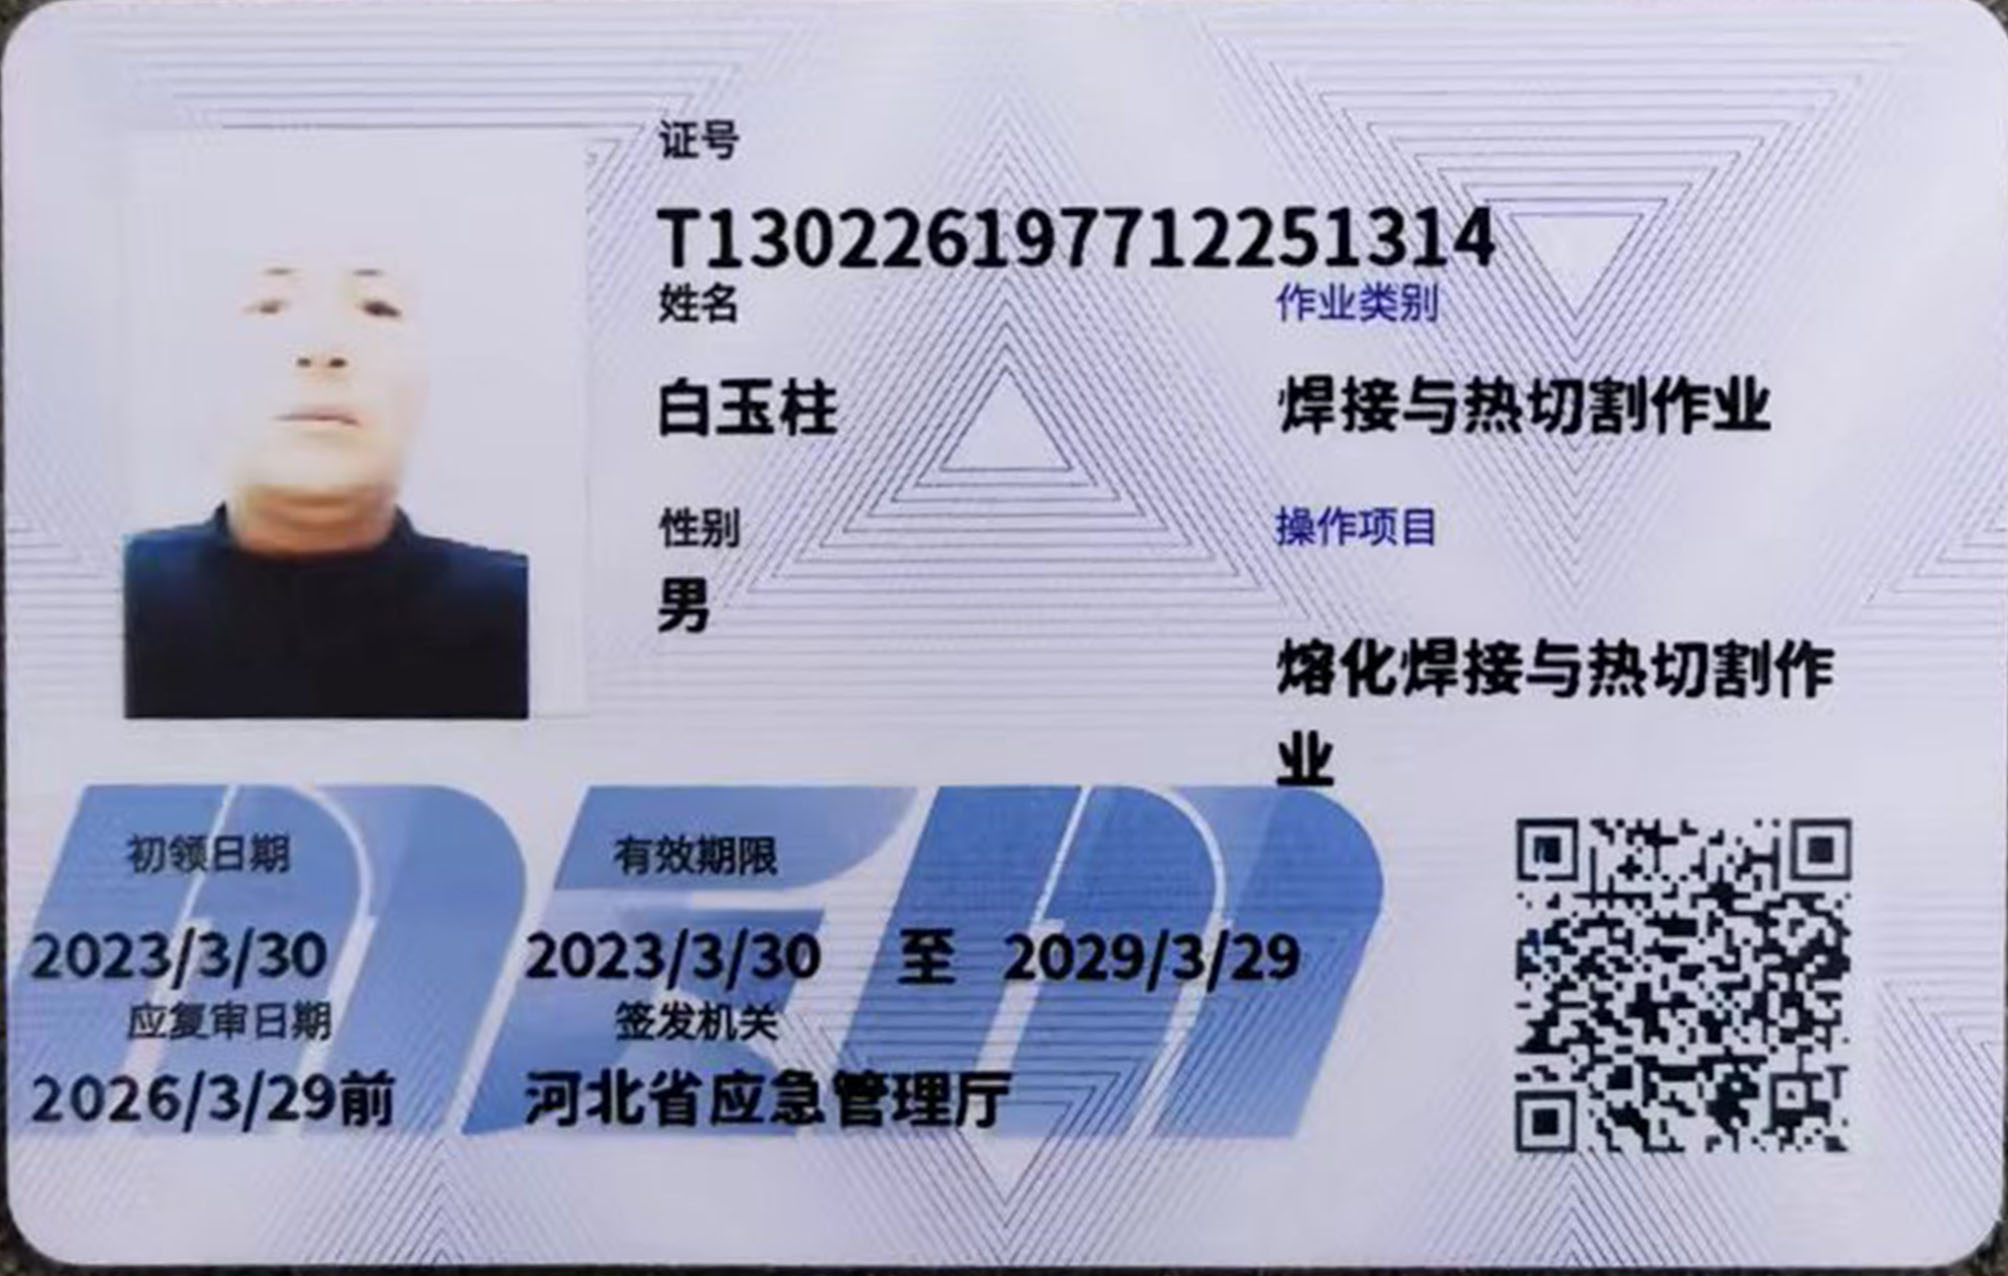 证号
T130226197712251314
姓名
作业类别
白玉柱
焊接与热切割作业
性别
操作项目
男
熔化焊接与热切割作
业
初领日期
有效期限
2023/3/30
2023/3/30 至 2029/3/29
应复审日期
签发机关
2026/3/29前
河北省应急管理厅